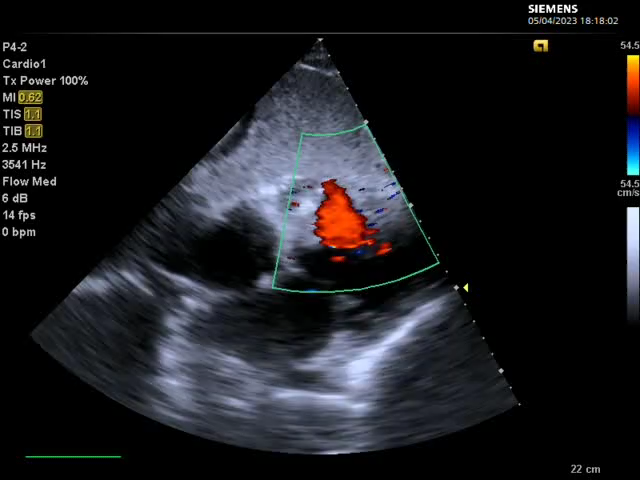 SIEMENS
05/04/2023 18:18:02
P4-2
Cardio1
Tx Power 100%
MI 0.62
TIS 1.1
TIB 1.1
2.5 MHz
3541 Hz
Flow Med
6 dB
14 fps
0 bpm
54.5
54.5
cm/s
22 cm